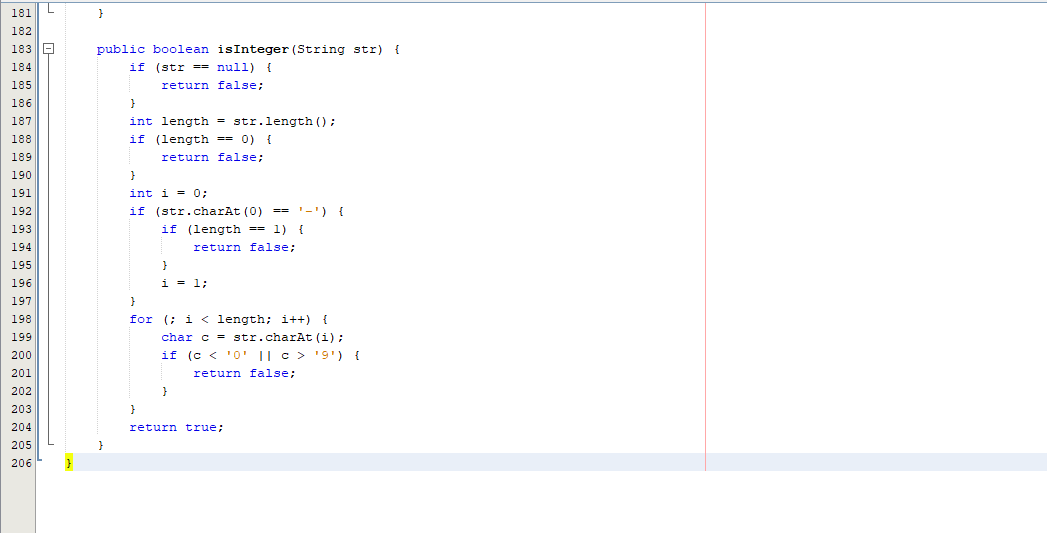 181 }
182
183 public boolean isInteger(String str) {
184 if (str == null) {
185 return false;
186 }
187 int length = str.length();
188 if (length == 0) {
189 return false;
190 }
191 int i = 0;
192 if (str.charAt(0) == '-') {
193 if (length == 1) {
194 return false;
195 }
196 i = 1;
197 }
198 for (; i < length; i++) {
199 char c = str.charAt(i);
200 if (c < '0' || c > '9') {
201 return false;
202 }
203 }
204 return true;
205 }
206 }